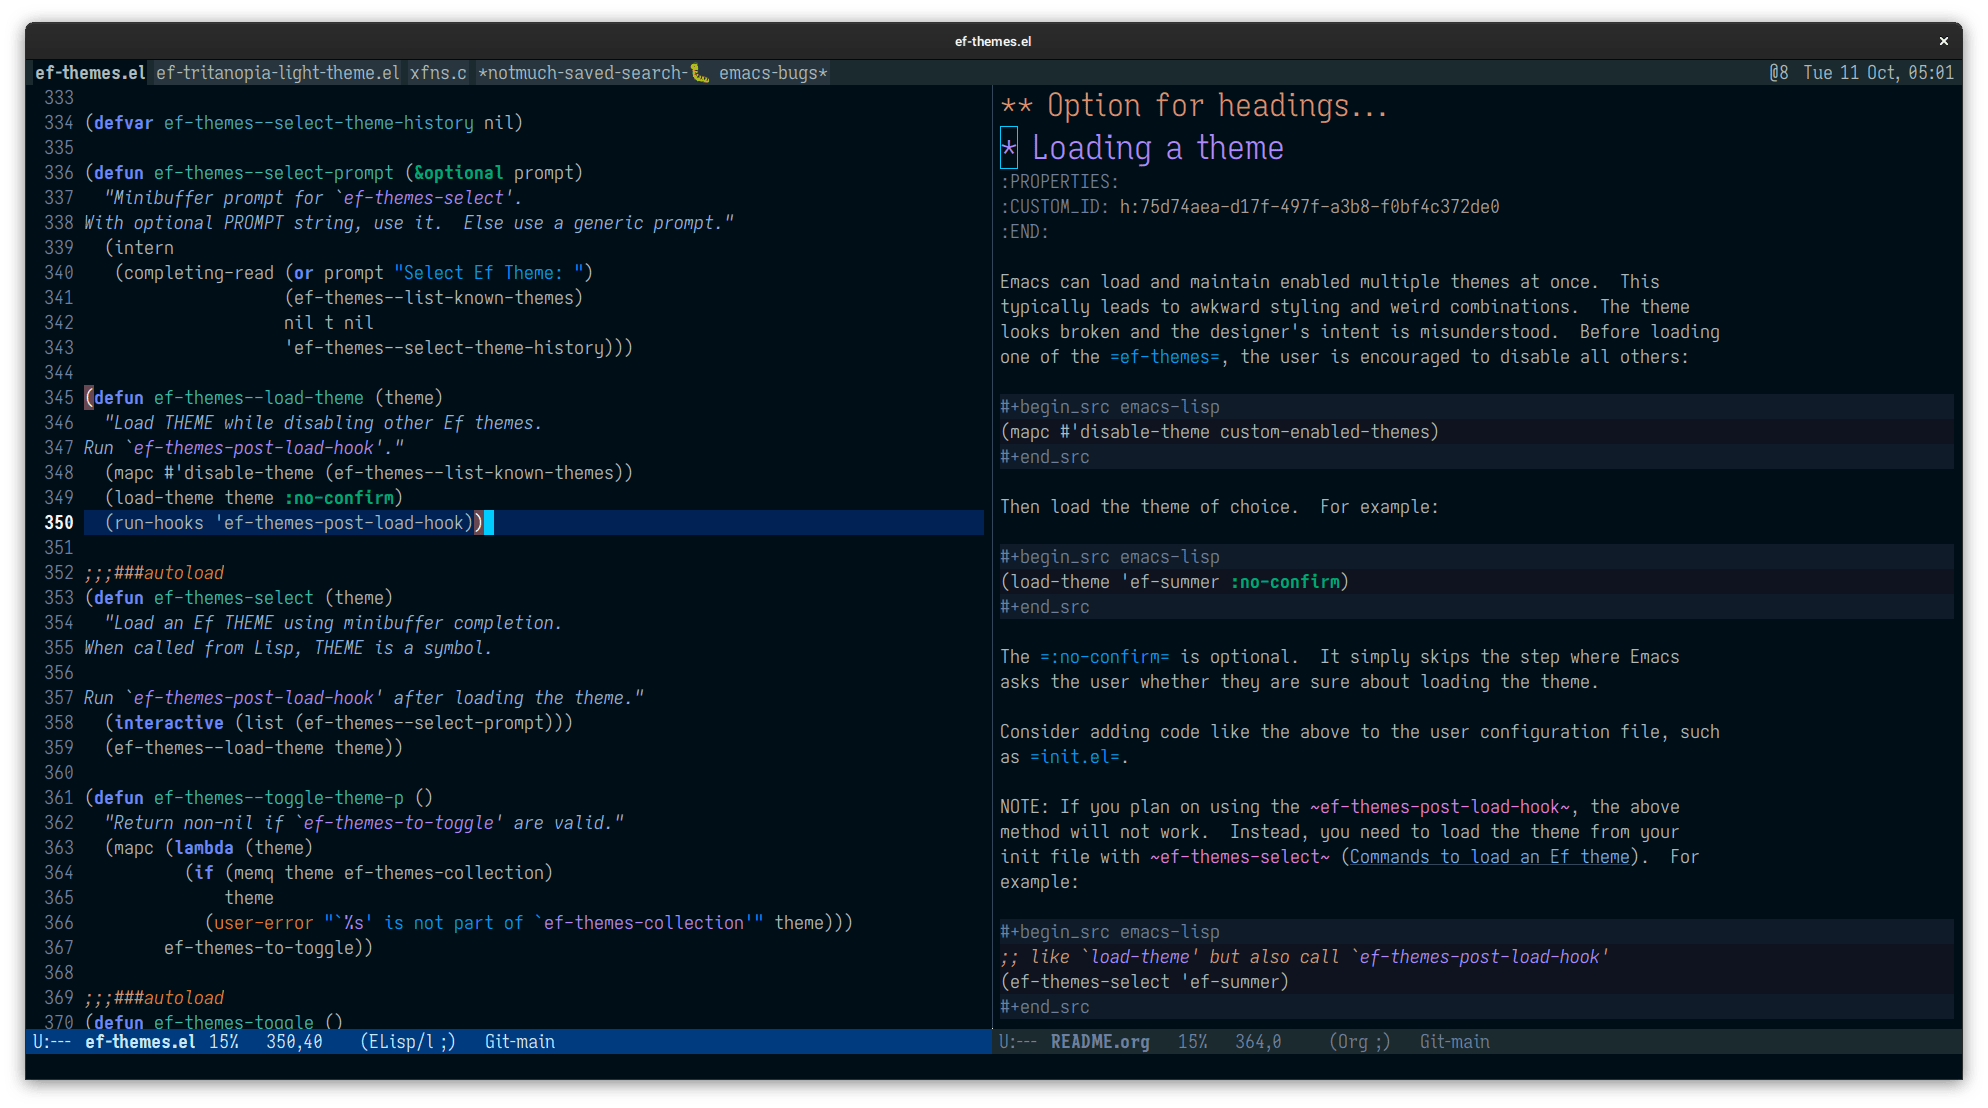 ef-themes.el
×
ef-themes.el ef-tritanopia-light-theme.el xfns.c *notmuch-saved-search-🐛 emacs-bugs* @8 Tue 11 Oct, 05:01
333
334 (defvar ef-themes--select-theme-history nil)
335
336 (defun ef-themes--select-prompt (&optional prompt)
337   "Minibuffer prompt for `ef-themes-select'.
338 With optional PROMPT string, use it.  Else use a generic prompt."
339   (intern
340    (completing-read (or prompt "Select Ef Theme: ")
341                     (ef-themes--list-known-themes)
342                     nil t nil
343                     'ef-themes--select-theme-history)))
344
345 (defun ef-themes--load-theme (theme)
346   "Load THEME while disabling other Ef themes.
347 Run `ef-themes-post-load-hook'."
348   (mapc #'disable-theme (ef-themes--list-known-themes))
349   (load-theme theme :no-confirm)
350   (run-hooks 'ef-themes-post-load-hook))
351
352 ;;;###autoload
353 (defun ef-themes-select (theme)
354   "Load an Ef THEME using minibuffer completion.
355 When called from Lisp, THEME is a symbol.
356
357 Run `ef-themes-post-load-hook' after loading the theme."
358   (interactive (list (ef-themes--select-prompt)))
359   (ef-themes--load-theme theme))
360
361 (defun ef-themes--toggle-theme-p ()
362   "Return non-nil if `ef-themes-to-toggle' are valid."
363   (mapc (lambda (theme)
364           (if (memq theme ef-themes-collection)
365               theme
366             (user-error "`%s' is not part of `ef-themes-collection'" theme)))
367         ef-themes-to-toggle))
368
369 ;;;###autoload
370 (defun ef-themes-toggle ()
U:--- ef-themes.el 15% 350,40 (ELisp/l ;) Git-main
** Option for headings...
* Loading a theme
:PROPERTIES:
:CUSTOM_ID: h:75d74aea-d17f-497f-a3b8-f0bf4c372de0
:END:
Emacs can load and maintain enabled multiple themes at once.  This
typically leads to awkward styling and weird combinations.  The theme
looks broken and the designer's intent is misunderstood.  Before loading
one of the =ef-themes=, the user is encouraged to disable all others:
#+begin_src emacs-lisp
(mapc #'disable-theme custom-enabled-themes)
#+end_src
Then load the theme of choice.  For example:
#+begin_src emacs-lisp
(load-theme 'ef-summer :no-confirm)
#+end_src
The =:no-confirm= is optional.  It simply skips the step where Emacs
asks the user whether they are sure about loading the theme.
Consider adding code like the above to the user configuration file, such
as =init.el=.
NOTE: If you plan on using the ~ef-themes-post-load-hook~, the above
method will not work.  Instead, you need to load the theme from your
init file with ~ef-themes-select~ (Commands to load an Ef theme).  For
example:
#+begin_src emacs-lisp
;; like `load-theme' but also call `ef-themes-post-load-hook'
(ef-themes-select 'ef-summer)
#+end_src
U:--- README.org 15% 364,0 (Org ;) Git-main